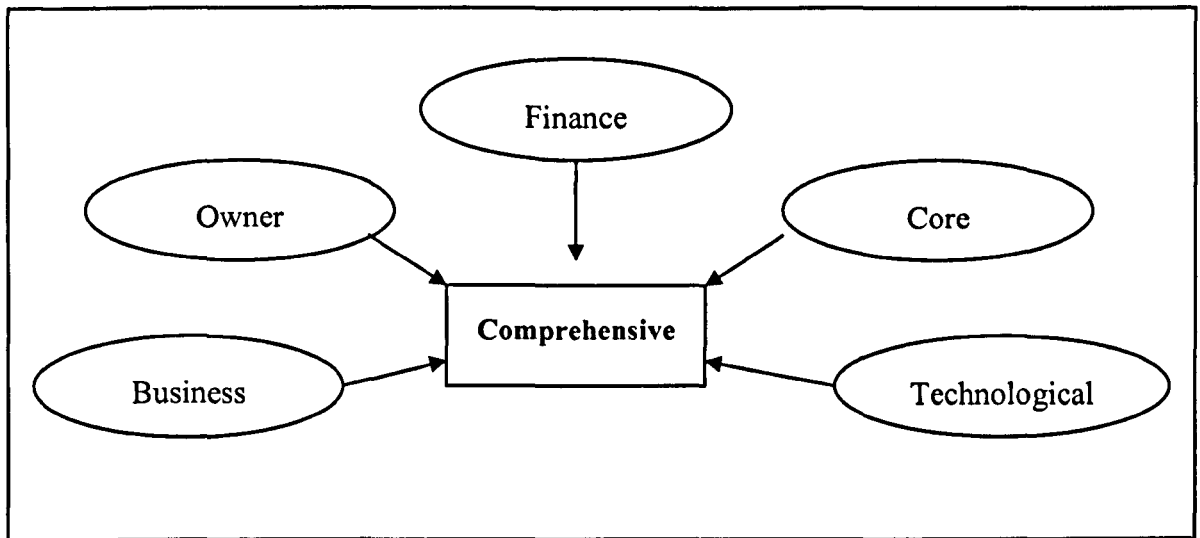 Finance
Owner
Core
Comprehensive
Business
Technological